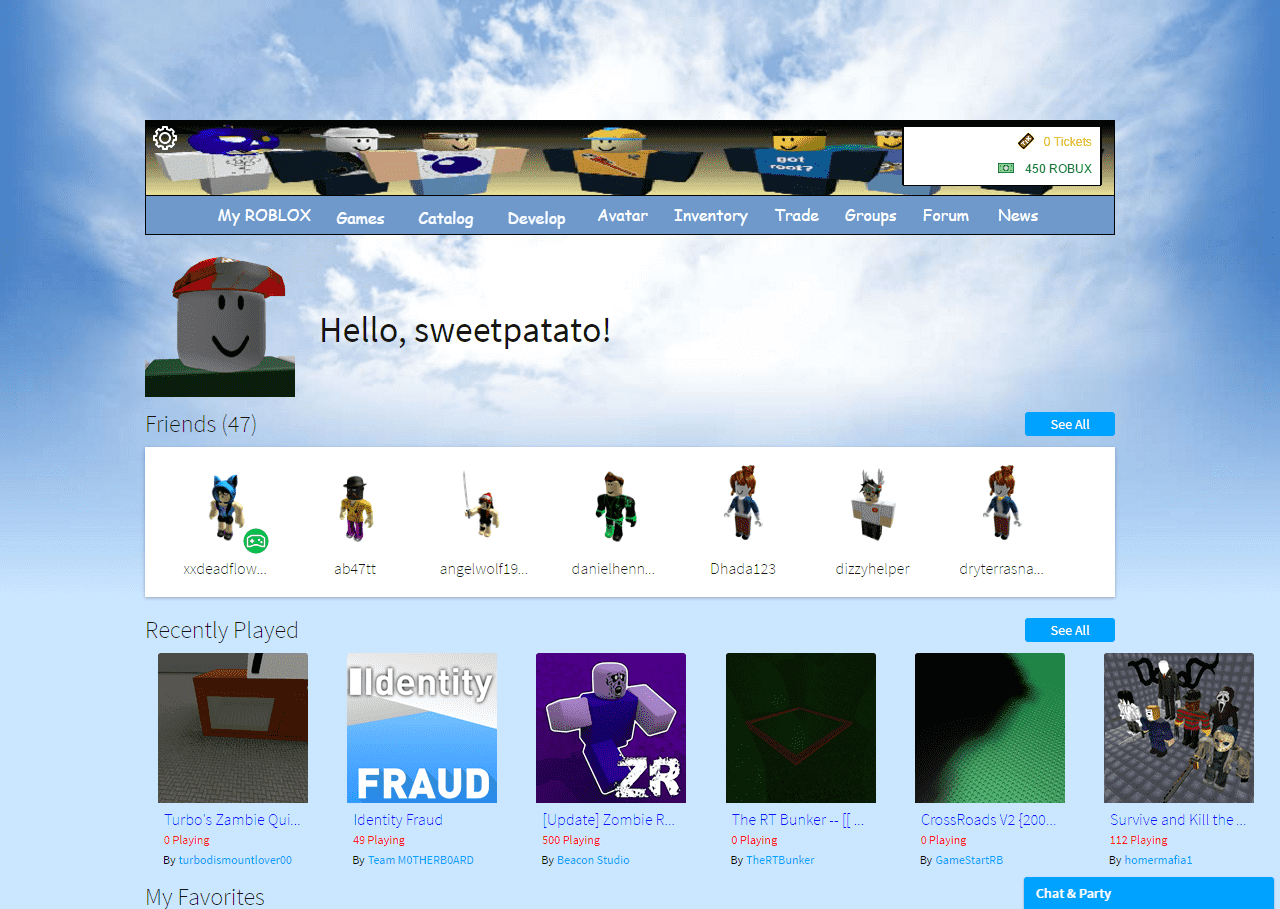 0 Tickets
450 ROBUX
got
root?
My ROBLOX Games Catalog Develop Avatar Inventory Trade Groups Forum News
Hello, sweetpatato!
Friends (47) See All
xxdeadflow... ab47tt angelwolf19... danielhenn... Dhada123 dizzyhelper dryterrasna...
Recently Played See All
Identity
FRAUD
ZR
Turbo's Zambie Qui... Identity Fraud [Update] Zombie R... The RT Bunker -- [[ ... CrossRoads V2 {200... Survive and Kill the ...
0 Playing 49 Playing 500 Playing 0 Playing 0 Playing 112 Playing
By turbodismountlover00 By Team M0THERB0ARD By Beacon Studio By TheRTBunker By GameStartRB By homermafia1
My Favorites
Chat & Party